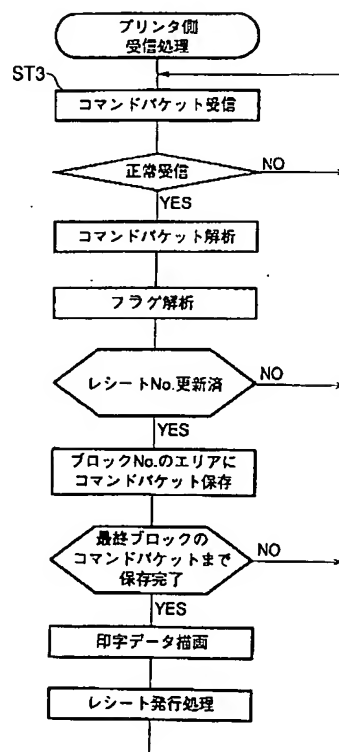 プリンタ側
受信処理
ST3
コマンドパケット受信
正常受信
NO
YES
コマンドパケット解析
フラグ解析
レシートNo.更新済
NO
YES
ブロックNo.のエリアに
コマンドパケット保存
最終ブロックの
コマンドパケットまで
保存完了
NO
YES
印字データ描画
レシート発行処理